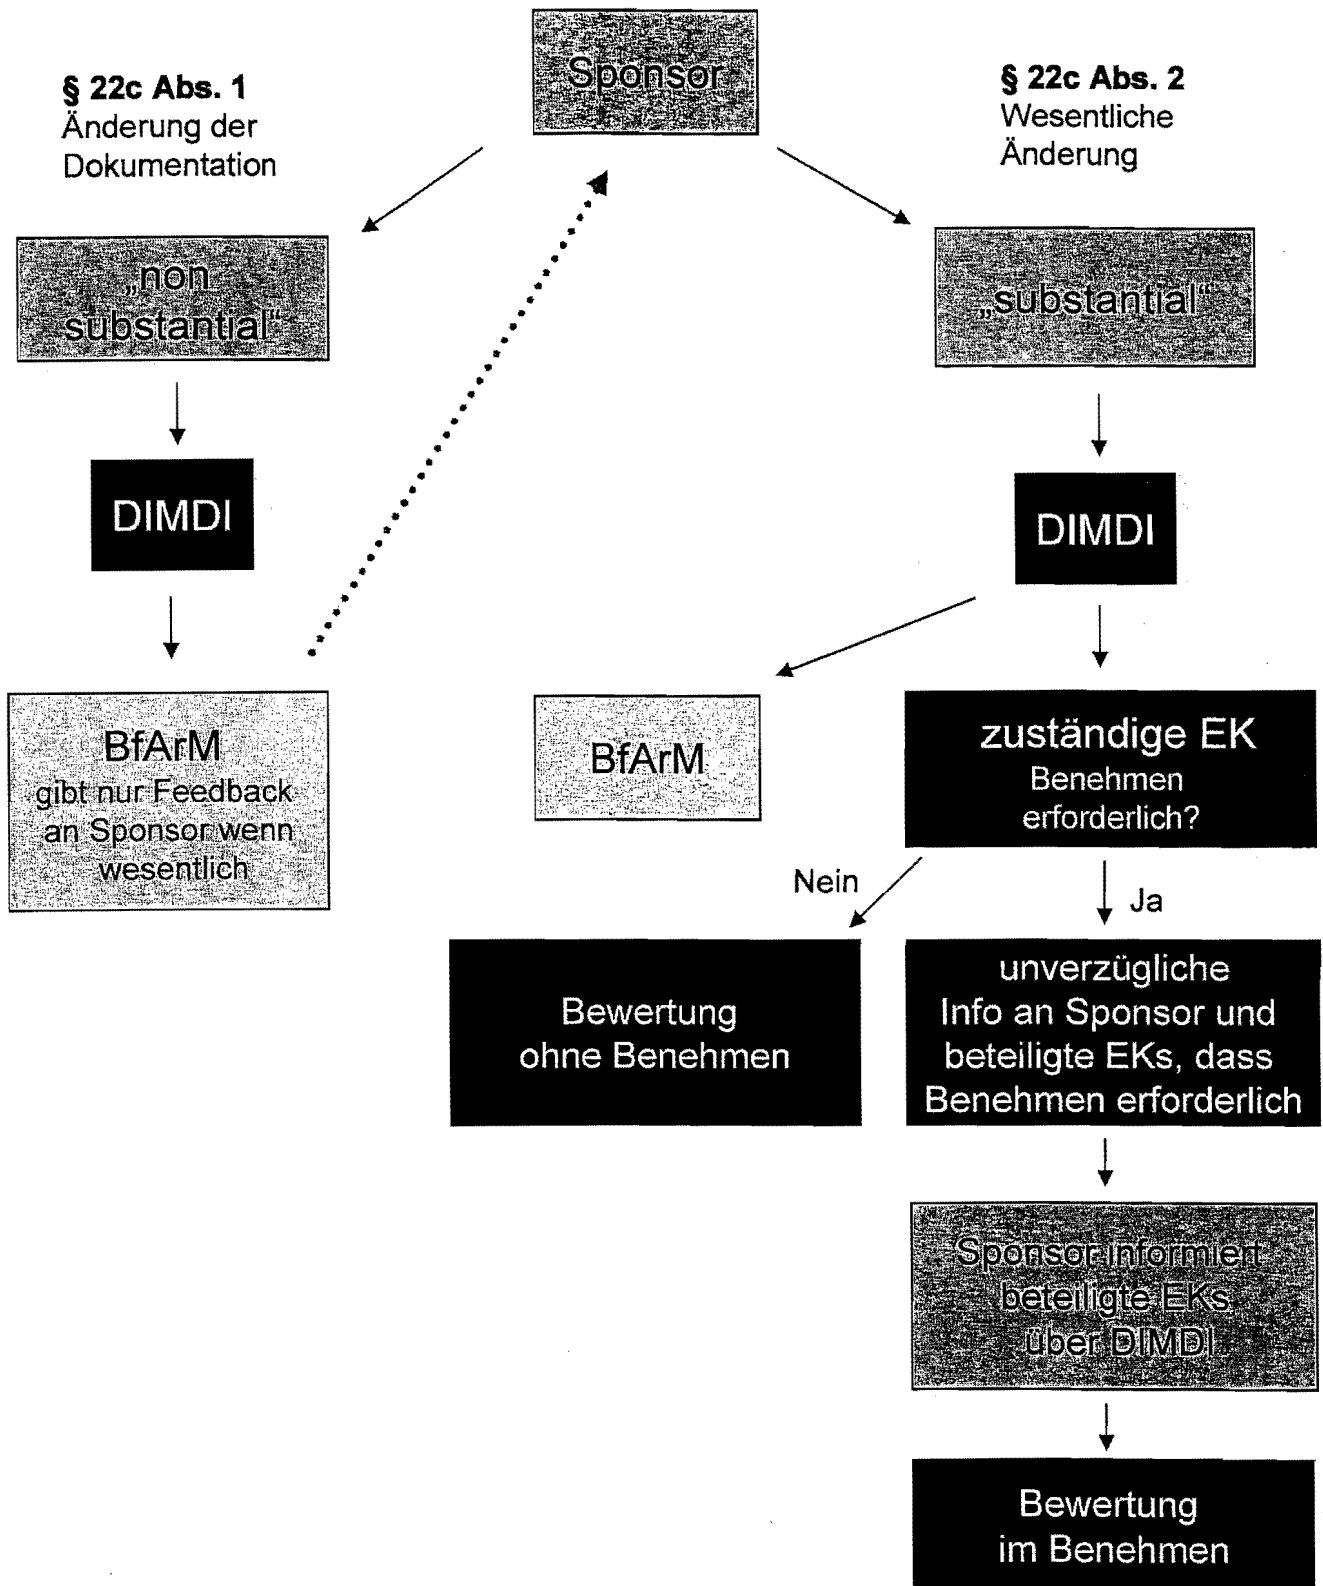 Sponsor
§ 22c Abs. 1
Änderung der
Dokumentation
§ 22c Abs. 2
Wesentliche
Änderung
„non
substantial“
„substantial“
DIMDI
DIMDI
BfArM
gibt nur Feedback
an Sponsor wenn
wesentlich
BfArM
zuständige EK
Benehmen
erforderlich?
Nein
Ja
Bewertung
ohne Benehmen
unverzügliche
Info an Sponsor und
beteiligte EKs, dass
Benehmen erforderlich
Sponsor informiert
beteiligte EKs
über DIMDI
Bewertung
im Benehmen